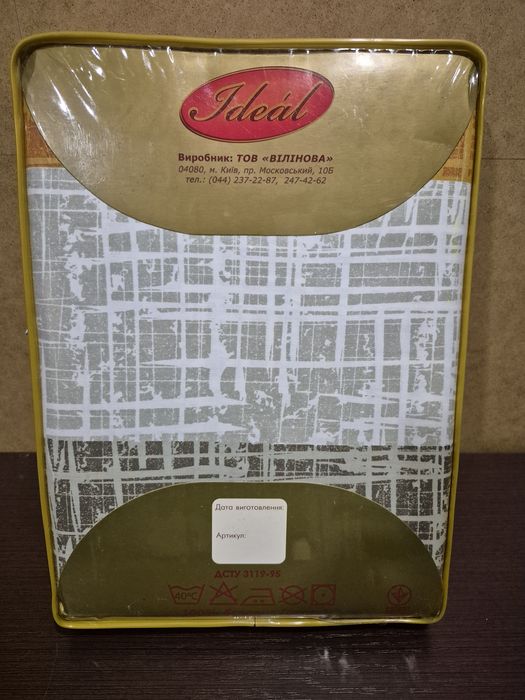 Ideál
Виробник: ТОВ «ВІЛІНОВА»
04080, м. Київ, пр. Московський, 10Б
тел.: (044) 237-22-87, 247-42-62
Дата виготовлення:
Артикул:
ДСТУ 3119-95
40°C